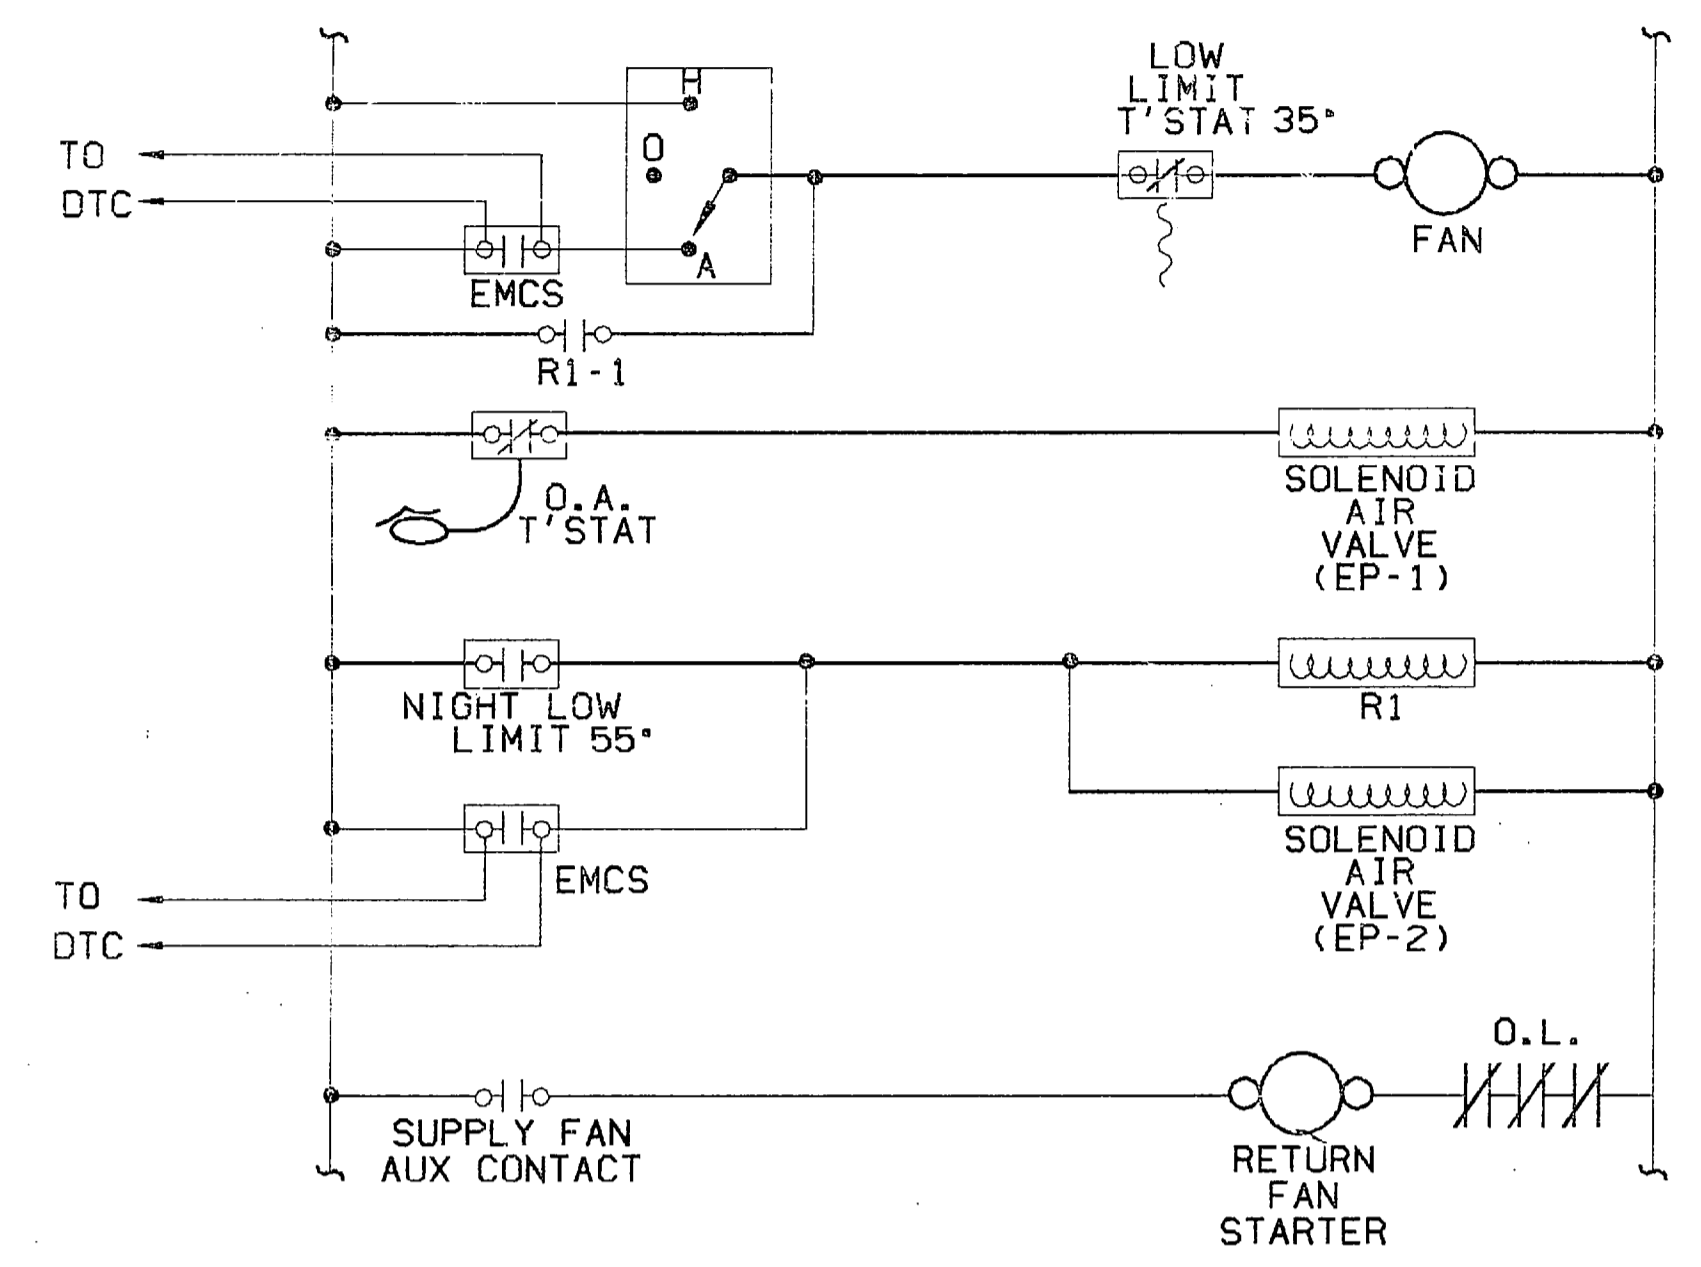 LOW
LIMIT
T'STAT 35°
H
O
A
TO
DTC
EMCS
FAN
R1-1
O.A.
T'STAT
SOLENOID
AIR
VALVE
(EP-1)
NIGHT LOW
LIMIT 55°
R1
EMCS
TO
DTC
SOLENOID
AIR
VALVE
(EP-2)
O.L.
SUPPLY FAN
AUX CONTACT
RETURN
FAN
STARTER